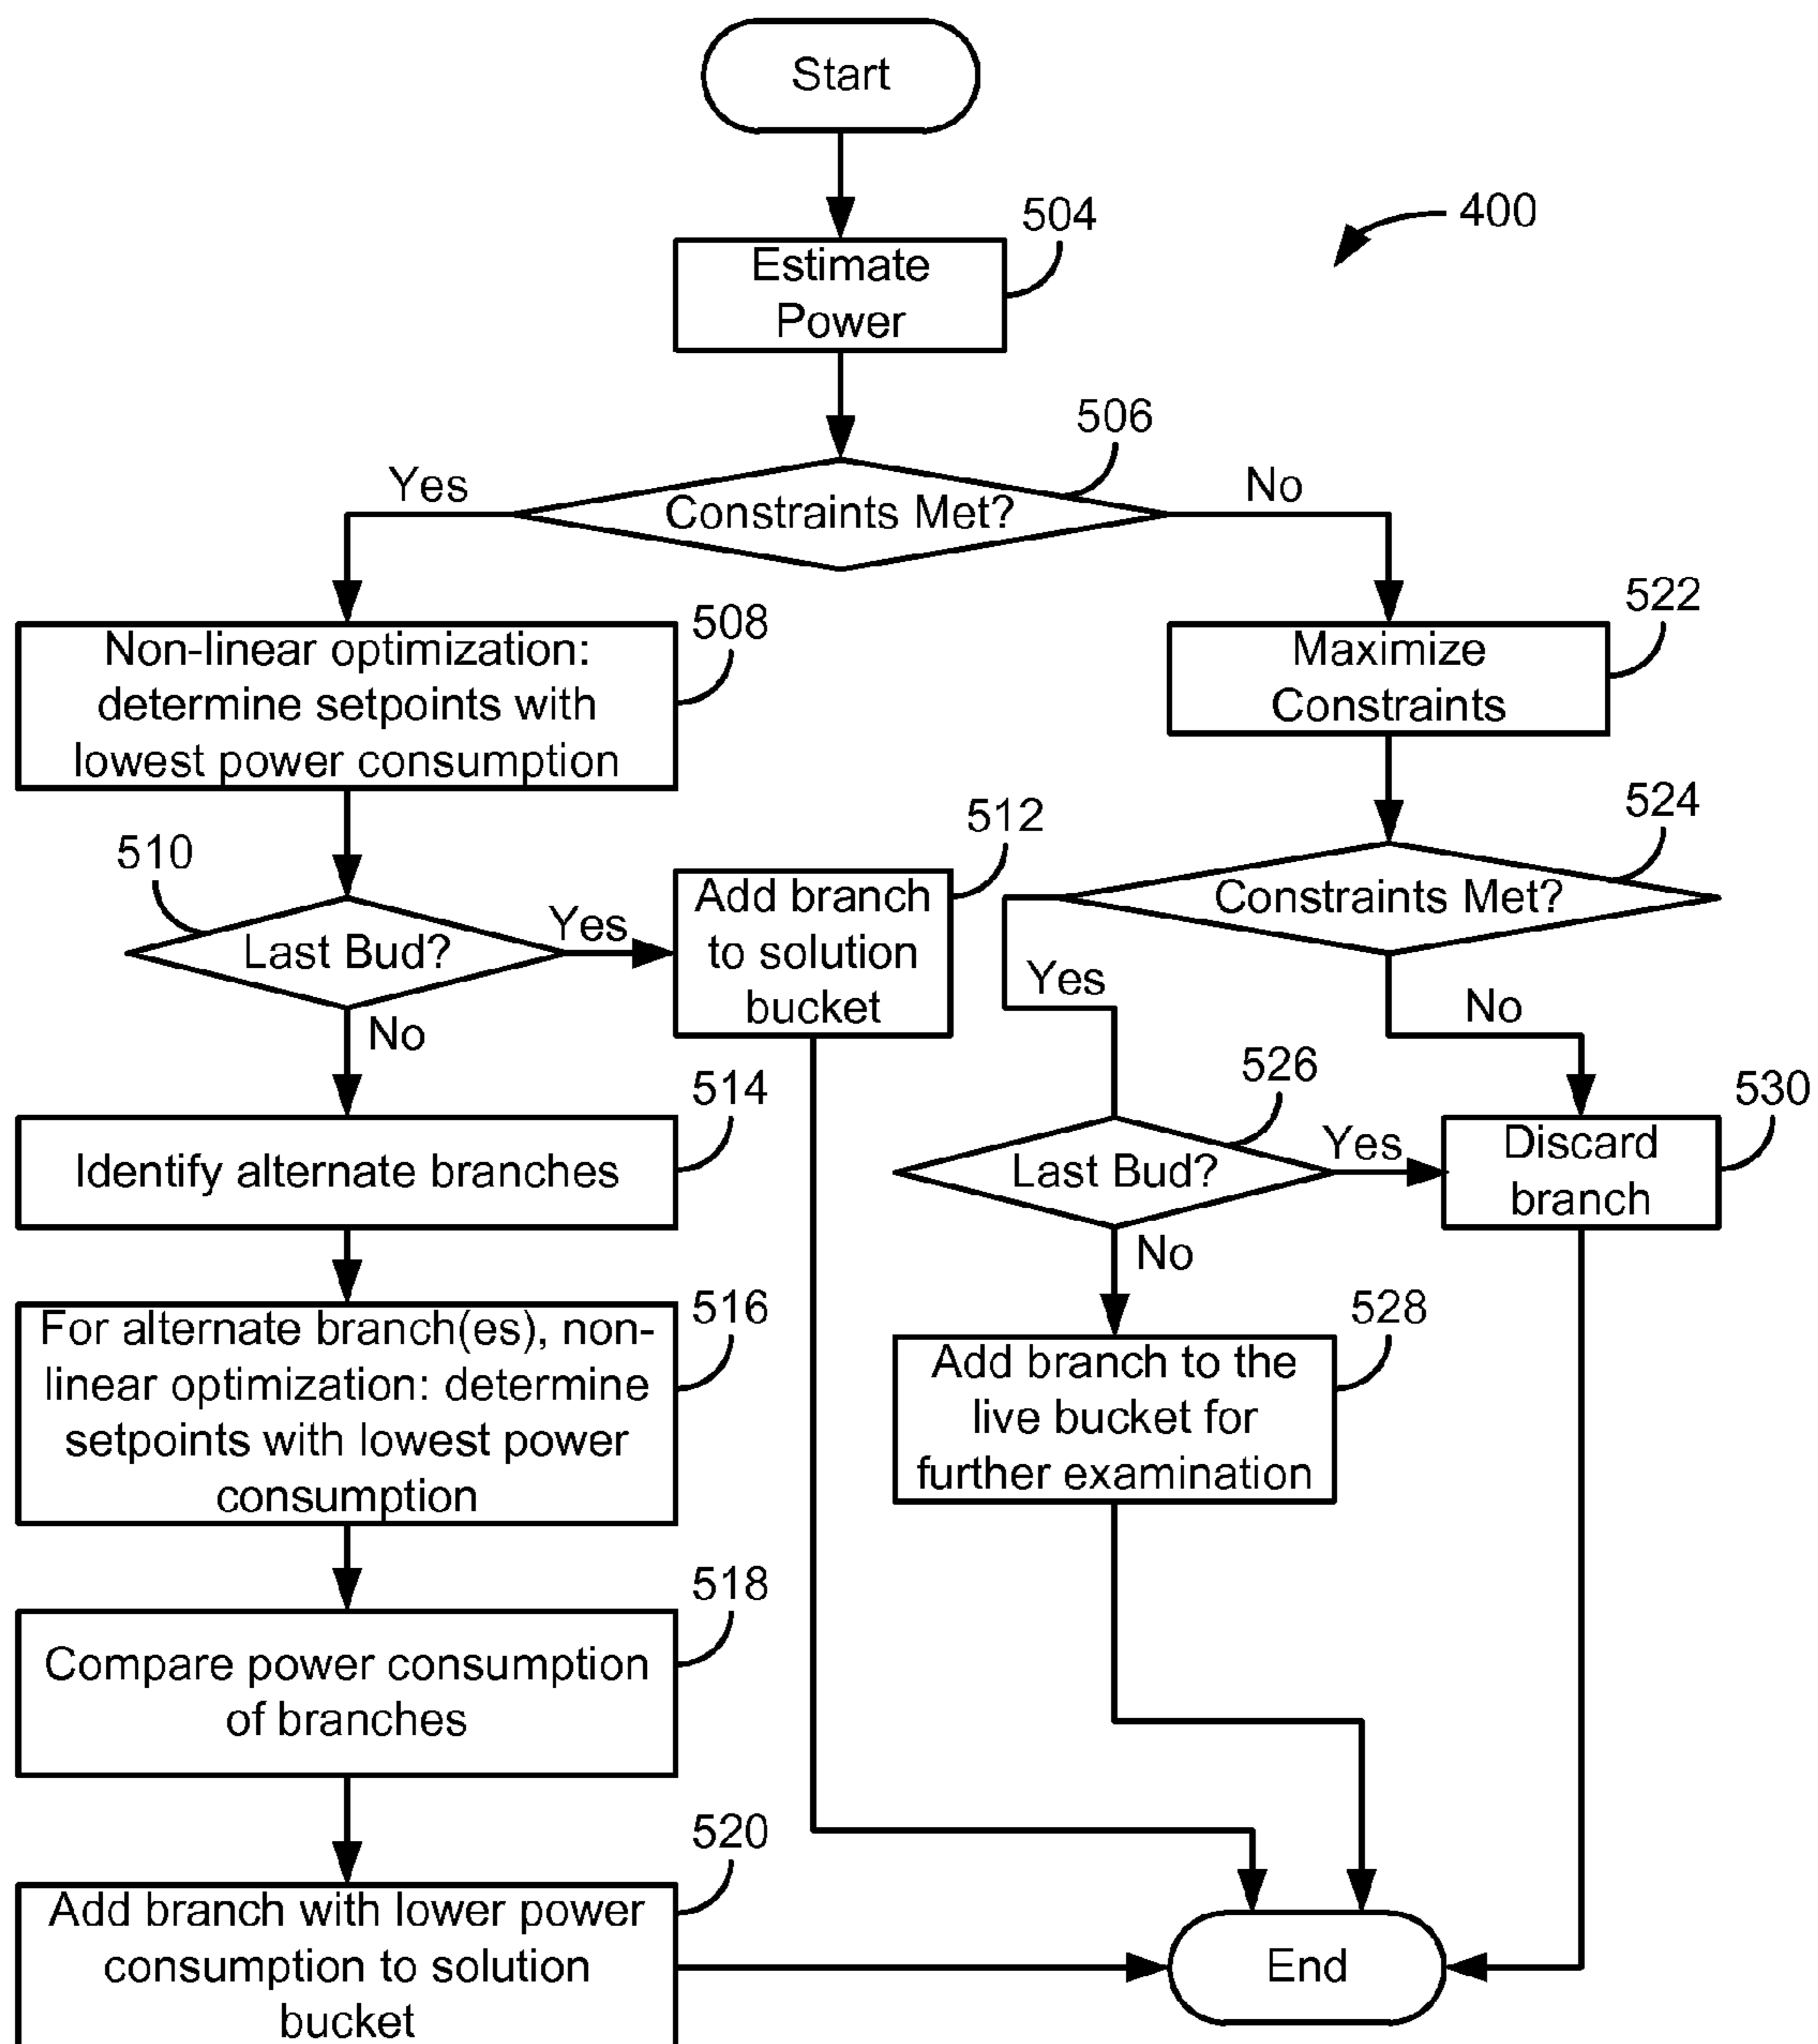 Start
504
400
Estimate
Power
506
Yes
No
Constraints Met?
508
522
Non-linear optimization:
determine setpoints with
lowest power consumption
Maximize
Constraints
510
512
524
Last Bud?
Yes
Add branch
to solution
bucket
Constraints Met?
Yes
No
No
514
526
530
Identify alternate branches
Last Bud?
Yes
Discard
branch
No
516
528
For alternate branch(es), non-
linear optimization: determine
setpoints with lowest power
consumption
Add branch to the
live bucket for
further examination
518
Compare power consumption
of branches
520
Add branch with lower power
consumption to solution
bucket
End